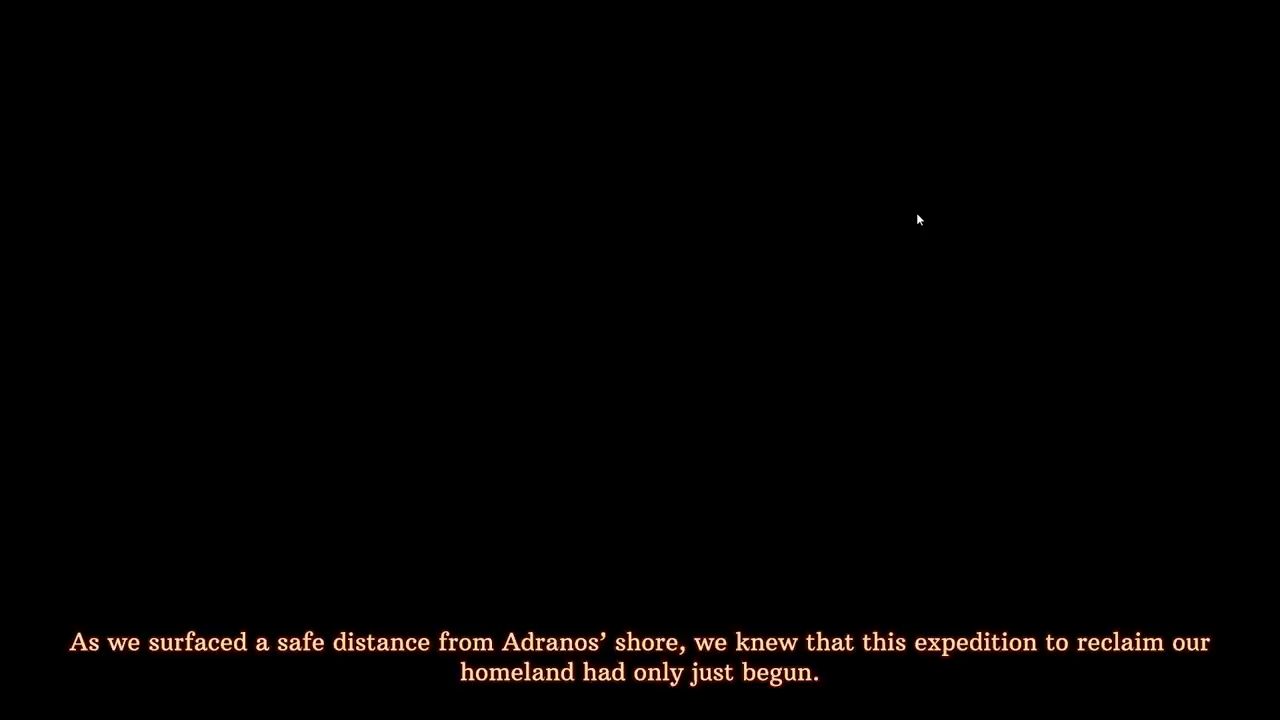 As we surfaced a safe distance from Adranos’ shore, we knew that this expedition to reclaim our
homeland had only just begun.